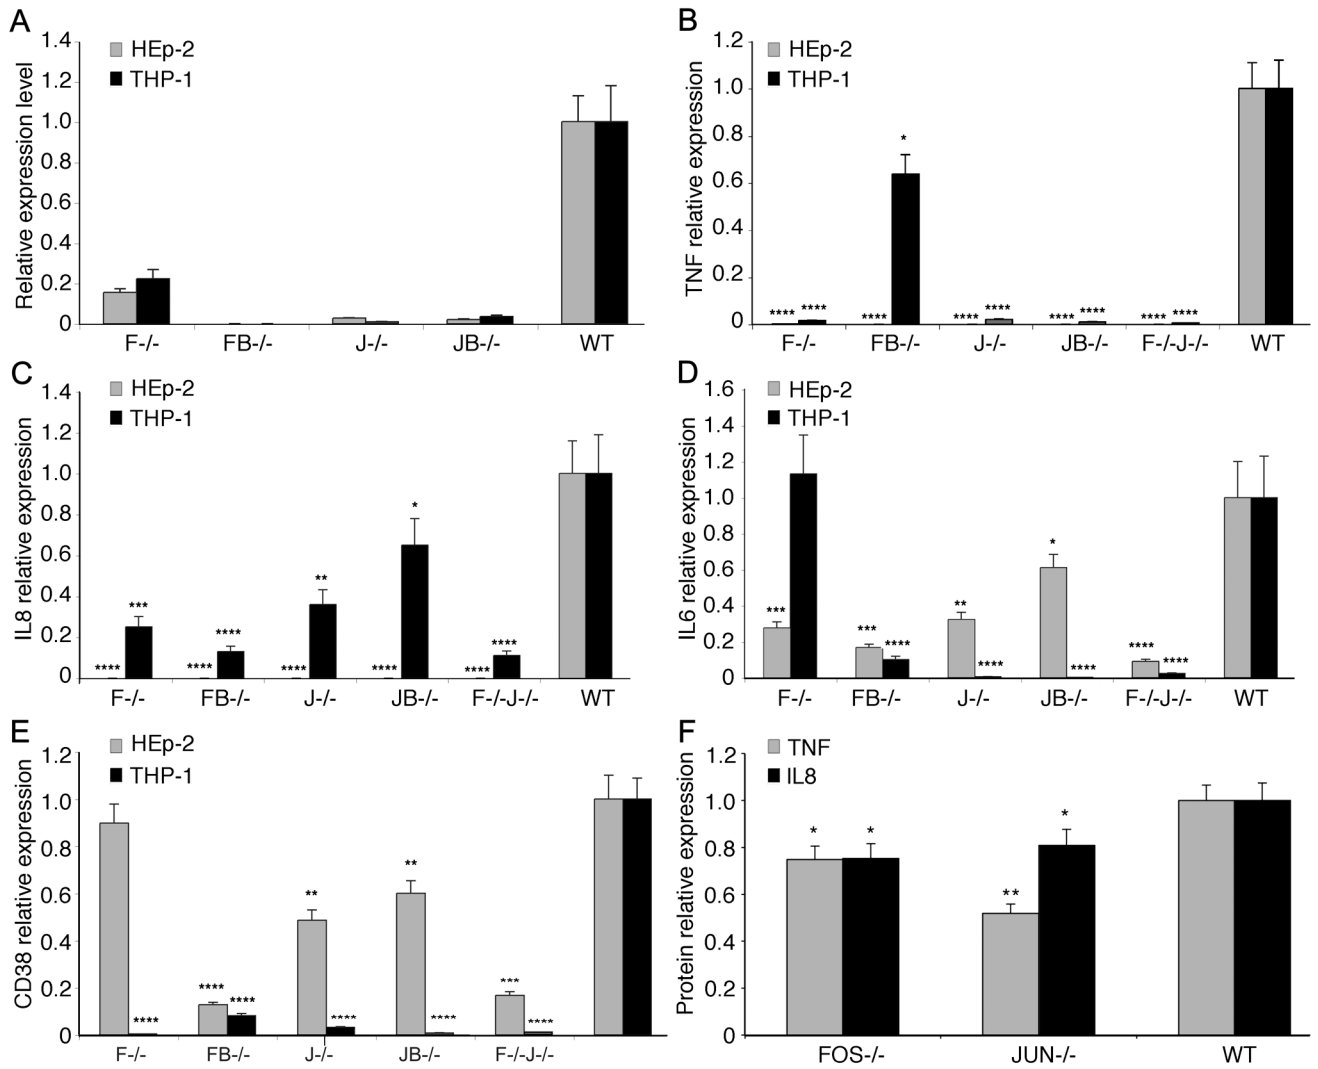 A
Relative expression level
1.4
1.2
1.0
0.8
0.6
0.4
0.2
0
HEp-2
THP-1
F-/-
FB-/-
J-/-
JB-/-
WT
B
TNF relative expression
1.2
1.0
0.8
0.6
0.4
0.2
0
HEp-2
THP-1
*
**** **** **** **** **** **** **** **** ****
F-/-
FB-/-
J-/-
JB-/-
F-/-J-/-
WT
C
IL8 relative expression
1.4
1.2
1.0
0.8
0.6
0.4
0.2
0
HEp-2
THP-1
**** *** **** **** **** ** **** * **** ****
F-/-
FB-/-
J-/-
JB-/-
F-/-J-/-
WT
D
IL6 relative expression
1.6
1.4
1.2
1.0
0.8
0.6
0.4
0.2
0
HEp-2
THP-1
*** *** **** ** **** * **** **** ****
F-/-
FB-/-
J-/-
JB-/-
F-/-J-/-
WT
E
CD38 relative expression
1.2
1.0
0.8
0.6
0.4
0.2
0
HEp-2
THP-1
**** **** **** ** **** ** **** *** ****
F-/-
FB-/-
J-/-
JB-/-
F-/-J-/-
F
Protein relative expression
1.2
1.0
0.8
0.6
0.4
0.2
0
TNF
IL8
* * ** *
FOS-/-
JUN-/-
WT